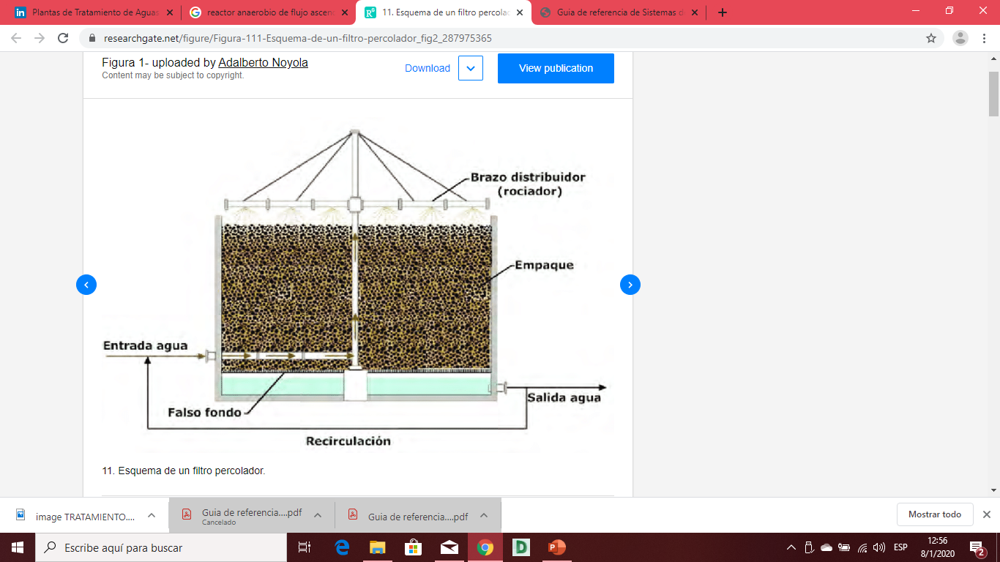 Plantas de Tratamiento de Aguas
reactor anaerobio de flujo ascen
11. Esquema de un filtro percola
Guia de referencia de Sistemas d
researchgate.net/figure/Figura-111-Esquema-de-un-filtro-percolador_fig2_287975365
Figura 1- uploaded by Adalberto Noyola
Content may be subject to copyright.
Download
View publication
Brazo distribuidor
(rociador)
Empaque
Entrada agua
Salida agua
Falso fondo
Recirculación
11. Esquema de un filtro percolador.
image TRATAMIENTO....
Guia de referencia....pdf
Cancelado
Guia de referencia....pdf
Mostrar todo
Escribe aquí para buscar
ESP
12:56
8/1/2020
2